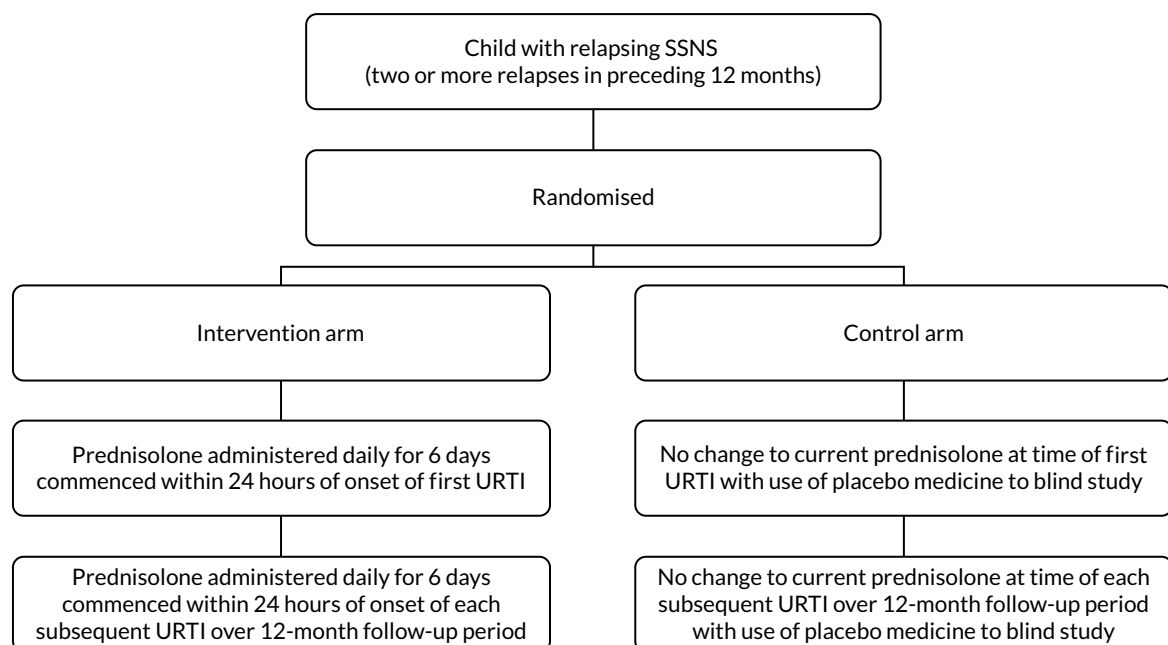 Child with relapsing SSNS
(two or more relapses in preceding 12 months)
Randomised
Intervention arm
Control arm
Prednisolone administered daily for 6 days
commenced within 24 hours of onset of first URTI
No change to current prednisolone at time of first
URTI with use of placebo medicine to blind study
Prednisolone administered daily for 6 days
commenced within 24 hours of onset of each
subsequent URTI over 12-month follow-up period
No change to current prednisolone at time of each
subsequent URTI over 12-month follow-up period
with use of placebo medicine to blind study